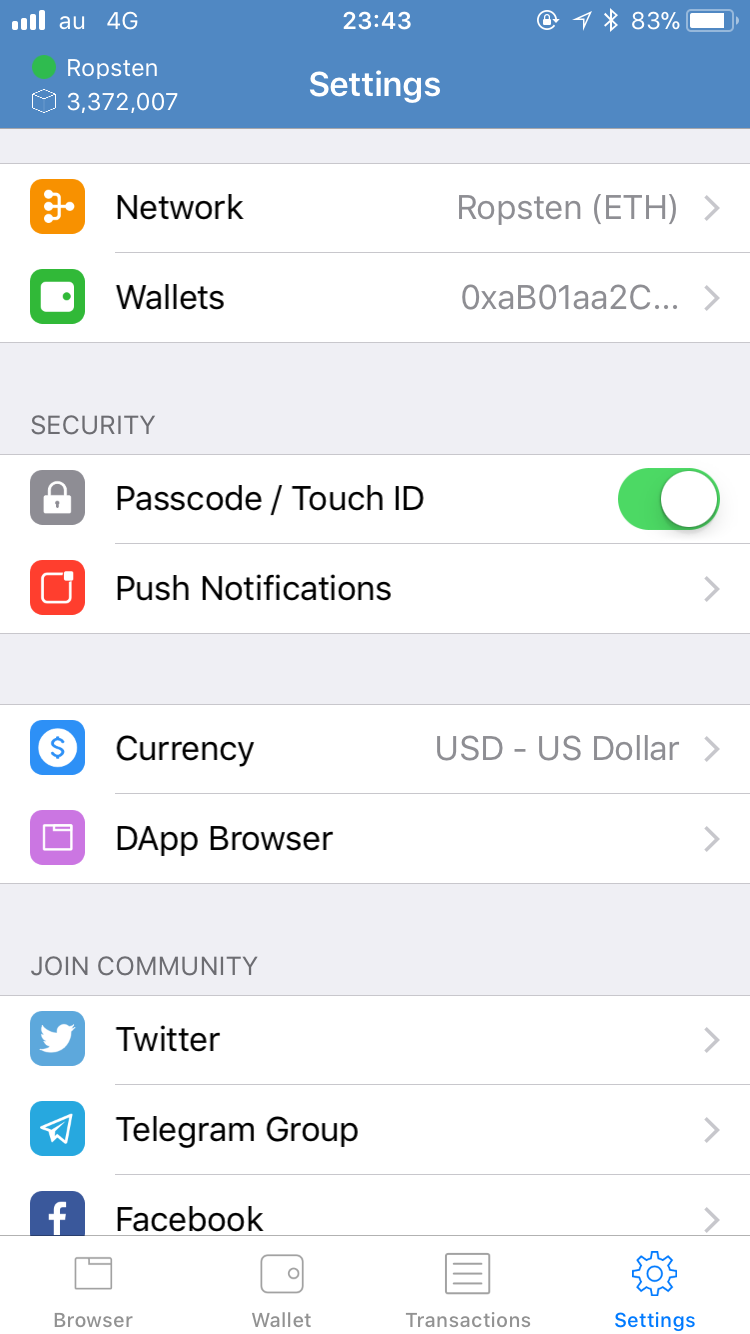 au 4G 23:43 83%
Ropsten
3,372,007
Settings
Network Ropsten (ETH)
Wallets 0xaB01aa2C...
SECURITY
Passcode / Touch ID
Push Notifications
Currency USD - US Dollar
DApp Browser
JOIN COMMUNITY
Twitter
Telegram Group
Facebook
Browser Wallet Transactions Settings